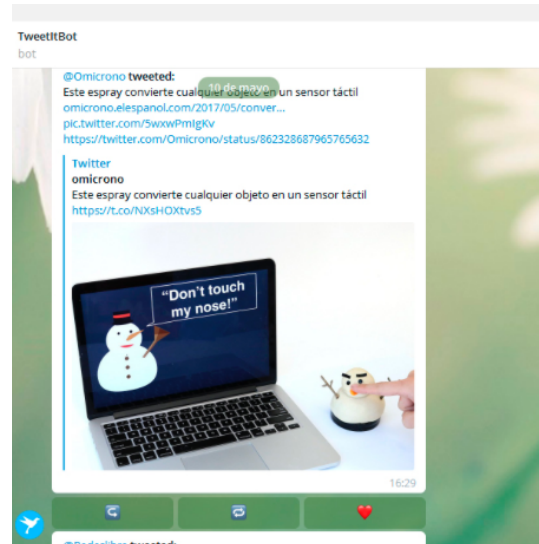 TweetItBot
bot
@Omicrono tweeted:
10 de mayo
Este espray convierte cualquier objeto en un sensor táctil
omicrono.elespanol.com/2017/05/conver...
pic.twitter.com/5wxwPmIgKv
https://twitter.com/Omicrono/status/862328687965765632
Twitter
omicrono
Este espray convierte cualquier objeto en un sensor táctil
https://t.co/NXsHOXtvs5
"Don't touch
my nose!"
16:29